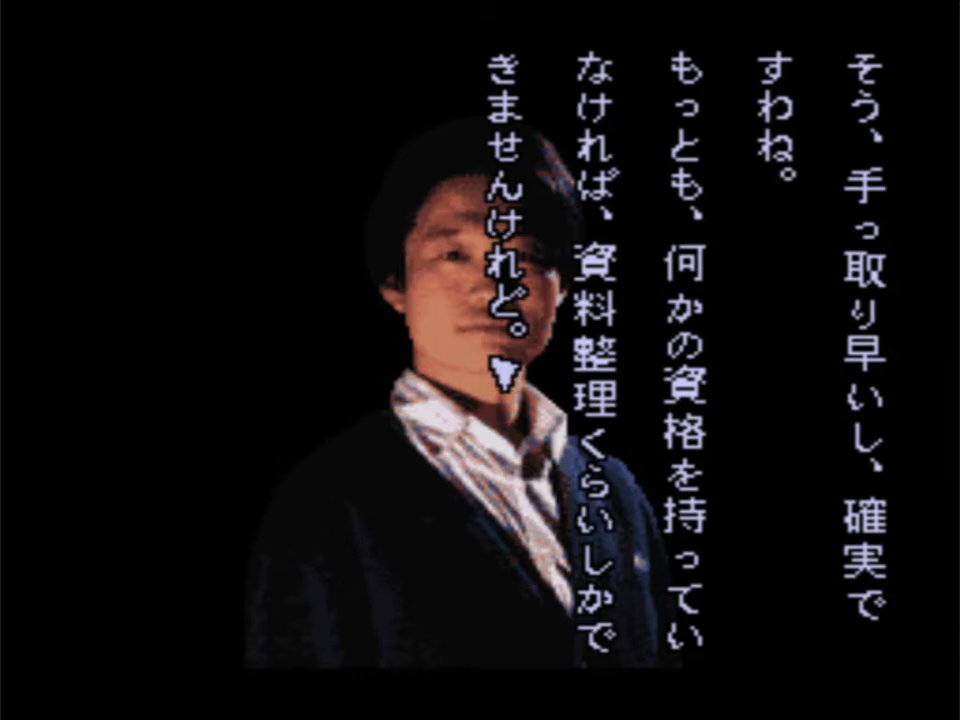 そう、手っ取り早いし、確実で
すわね。
もっとも、何かの資格を持ってい
なければ、資料整理くらいしかで
きませんけれど。▼